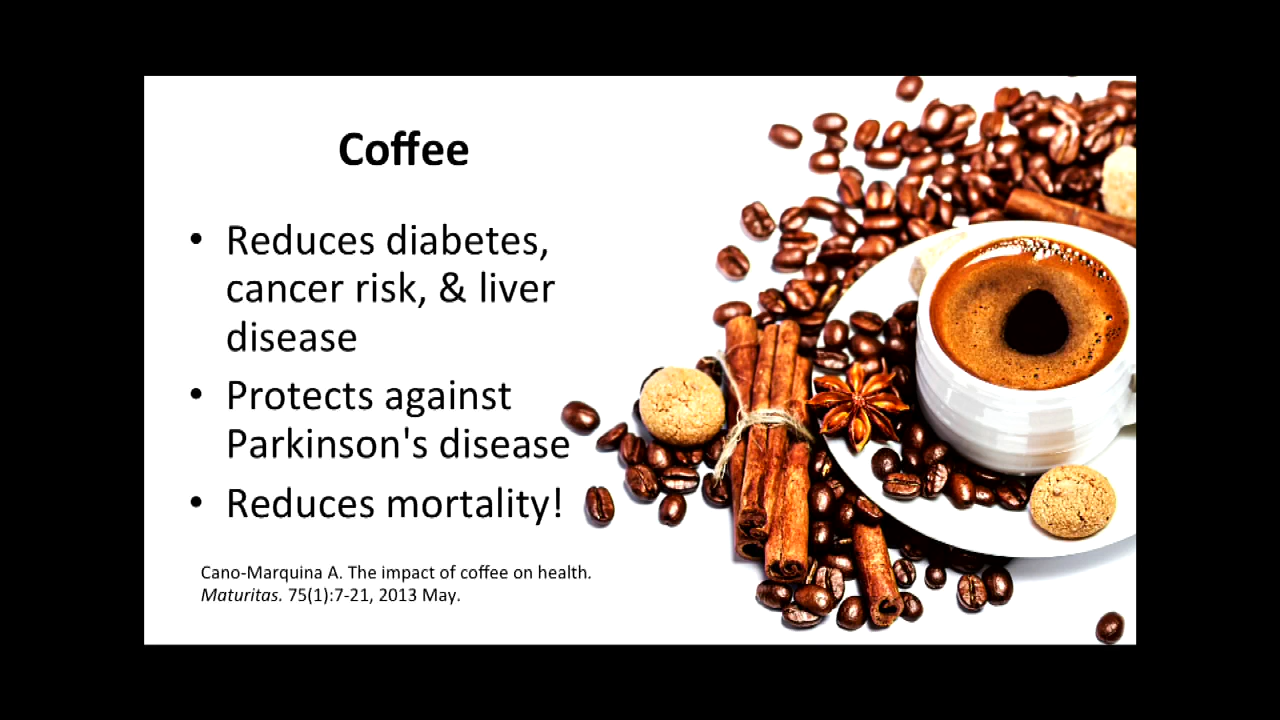 Coffee
• Reduces diabetes,
cancer risk, & liver
disease
• Protects against
Parkinson's disease
• Reduces mortality!
Cano-Marquina A. The impact of coffee on health.
Maturitas. 75(1):7-21, 2013 May.